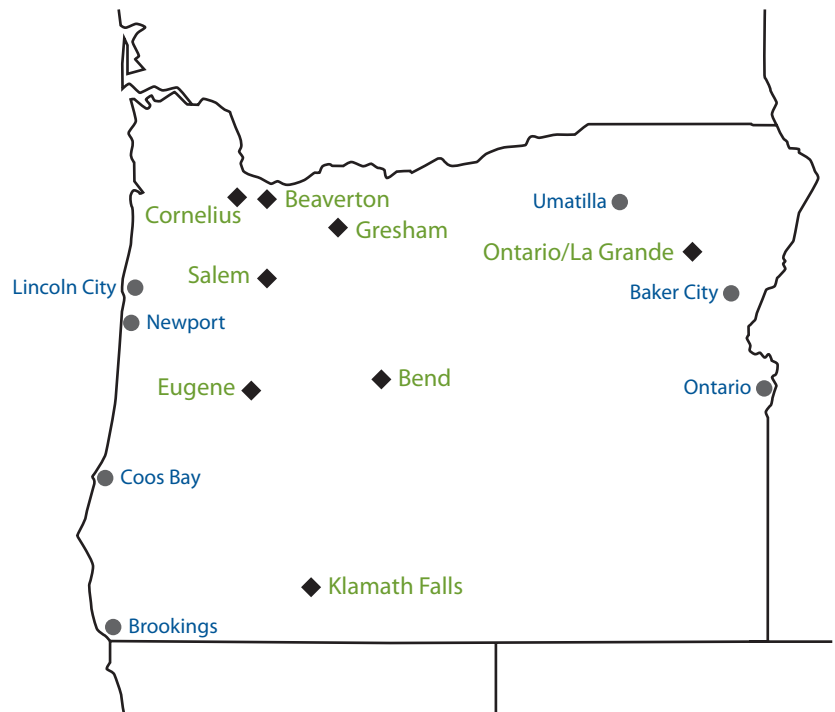 Beaverton
Umatilla
Cornelius
Gresham
Ontario/La Grande
Salem
Lincoln City
Baker City
Newport
Bend
Eugene
Ontario
Coos Bay
Klamath Falls
Brookings